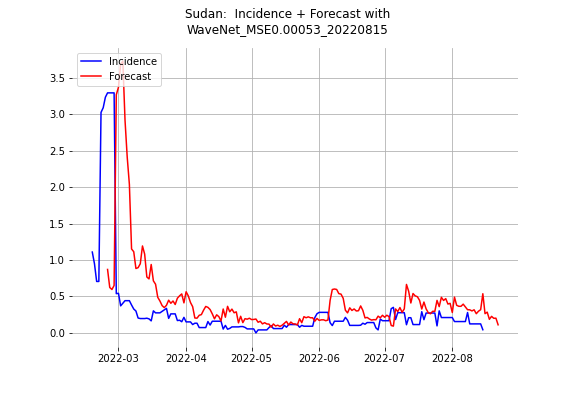 Sudan:  Incidence + Forecast with
WaveNet_MSE0.00053_20220815
Incidence
Forecast
3.5
3.0
2.5
2.0
1.5
1.0
0.5
0.0
2022-03 2022-04 2022-05 2022-06 2022-07 2022-08